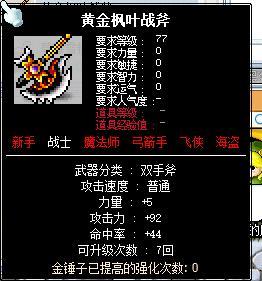 黄金枫叶战斧
要求等级： 77
要求力量： 0
要求敏捷： 0
要求智力： 0
要求运气： 0
要求人气度： -
道具等级： -
道具经验值： -
新手 战士 魔法师 弓箭手 飞侠 海盗
武器分类 ： 双手斧
攻击速度 ： 普通
力量 ： +5
攻击力 ： +92
命中率 ： +44
可升级次数 ： 7回
金锤子已提高的强化次数: 0